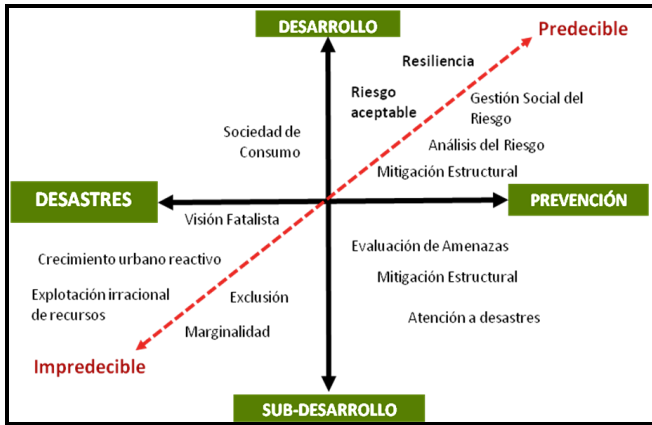 DESARROLLO
Predecible
Resiliencia
Riesgo
aceptable
Gestión Social del
Riesgo
Sociedad de
Consumo
Análisis del Riesgo
Mitigación Estructural
DESASTRES
PREVENCIÓN
Visión Fatalista
Evaluación de Amenazas
Crecimiento urbano reactivo
Mitigación Estructural
Explotación irracional
de recursos
Exclusión
Atención a desastres
Marginalidad
Impredecible
SUB-DESARROLLO